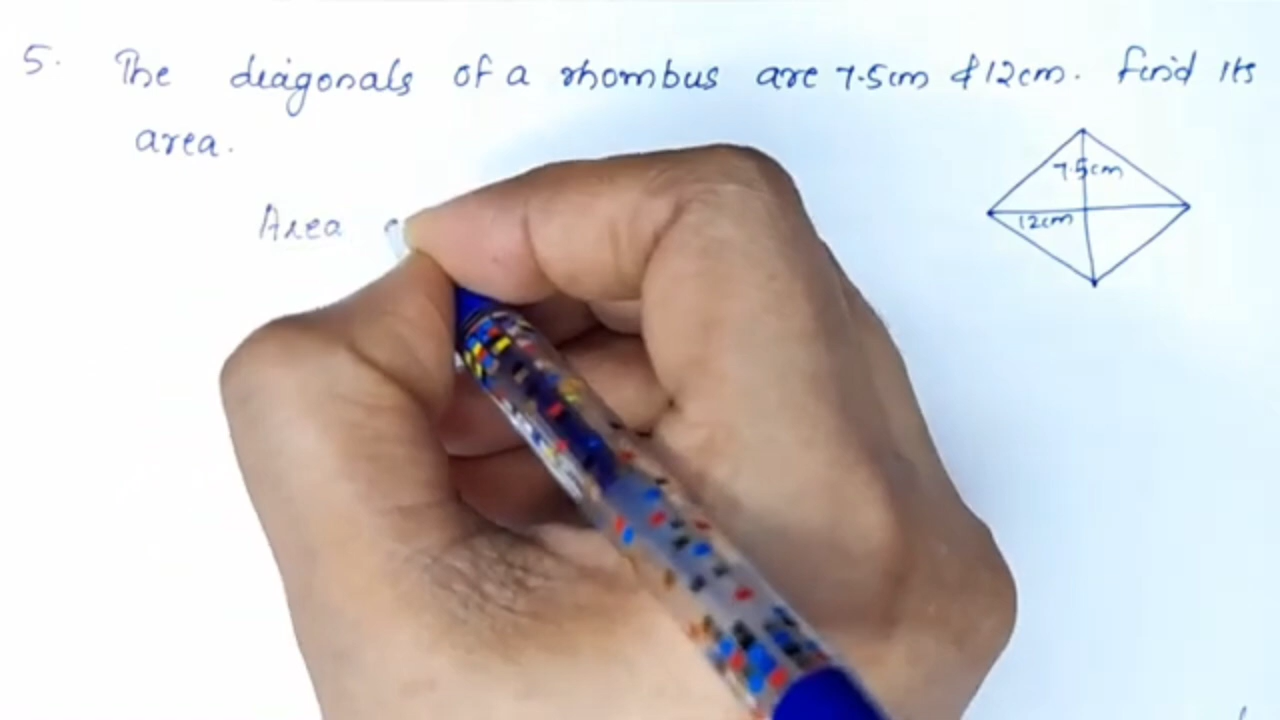 5. The diagonals of a rhombus are 7.5cm & 12cm. Find its
area.
7.5cm
12cm
Area